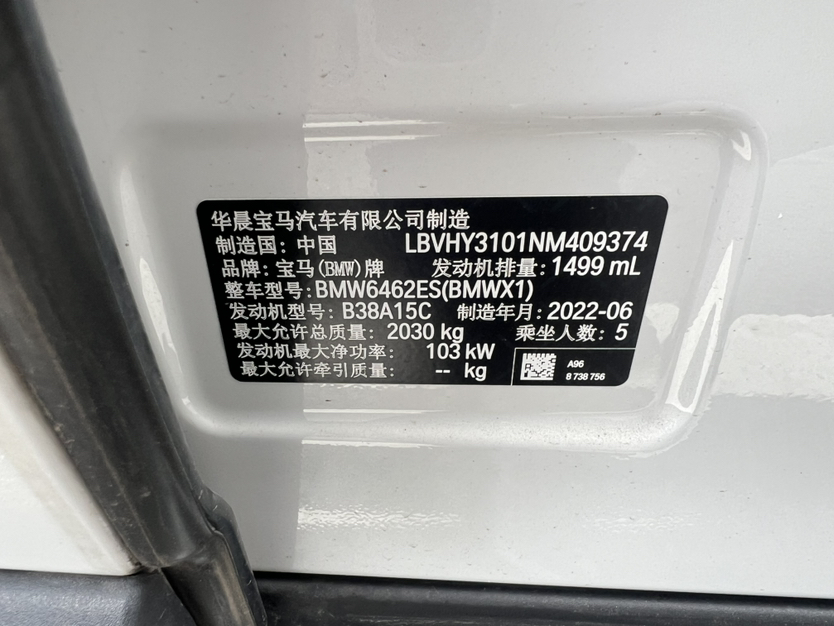 华晨宝马汽车有限公司制造
制造国: 中国 LBVHY3101NM409374
品牌: 宝马(BMW)牌 发动机排量: 1499 mL
整车型号: BMW6462ES(BMWX1)
发动机型号: B38A15C 制造年月: 2022-06
最大允许总质量: 2030 kg 乘坐人数: 5
发动机最大净功率: 103 kW
最大允许牵引质量: -- kg
A96
8 738 756